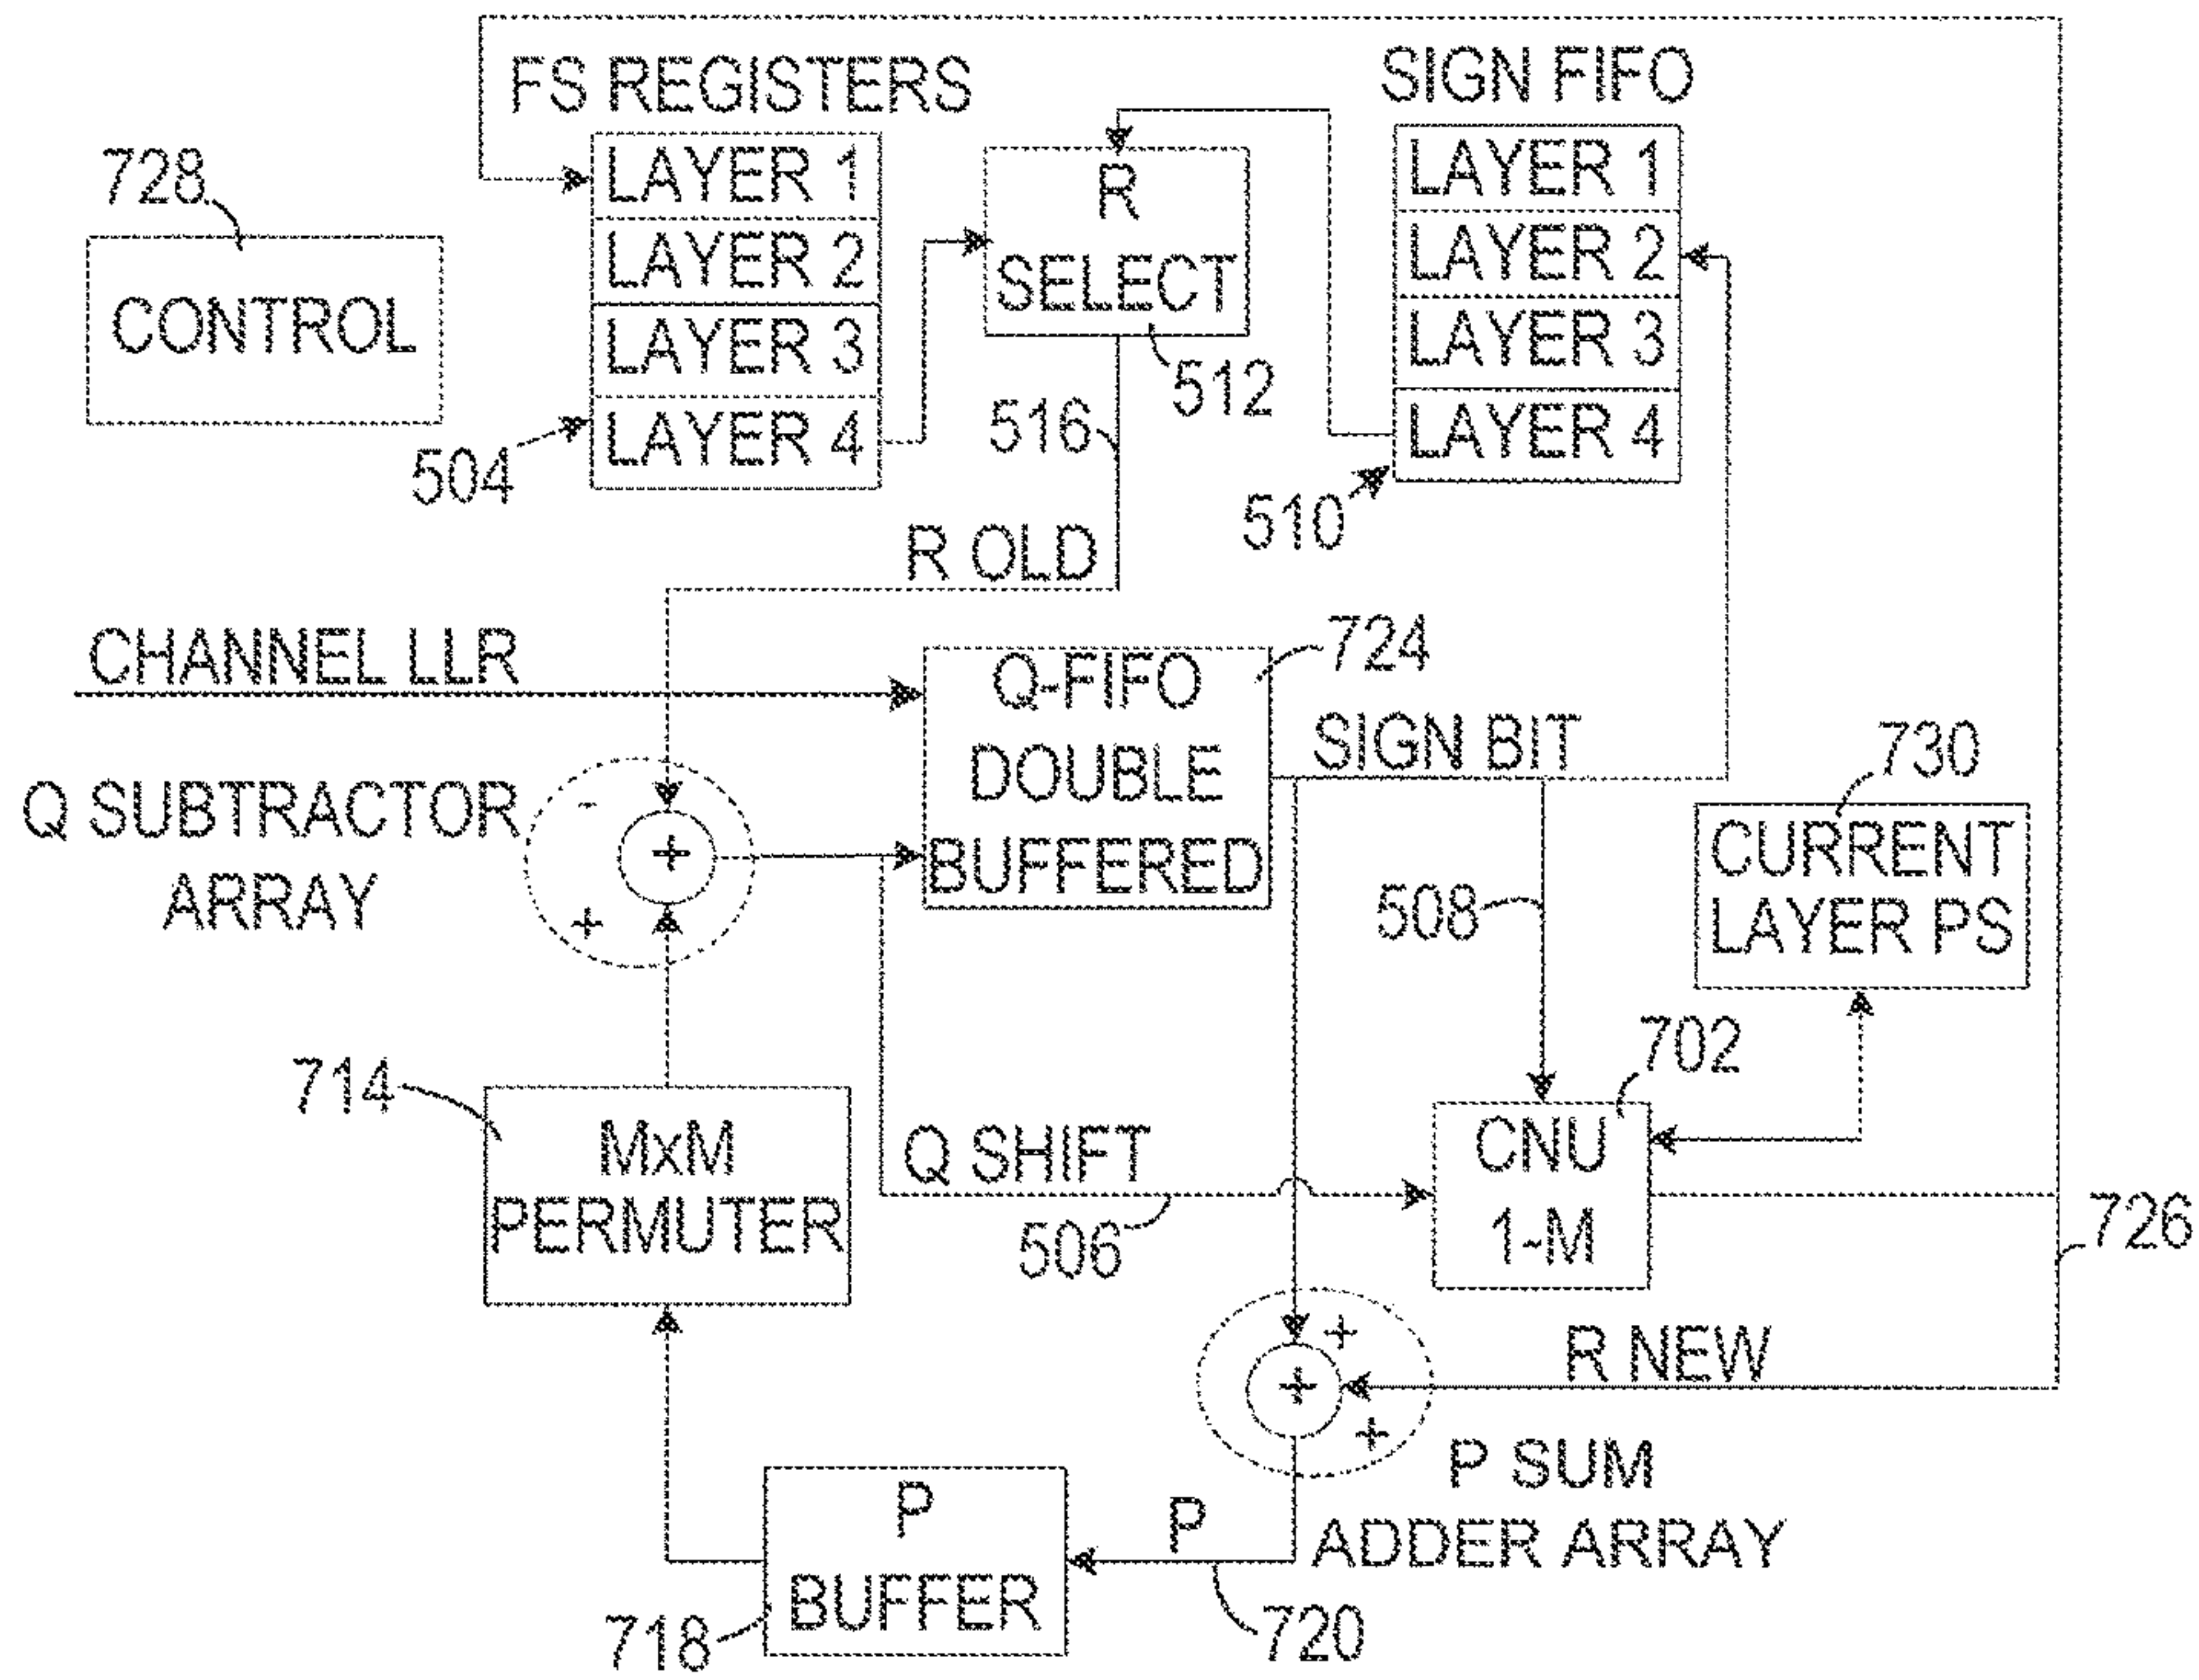 FS REGISTERS
SIGN FIFO
728
CONTROL
LAYER 1
LAYER 2
LAYER 3
LAYER 4
504
R
SELECT
512
516
LAYER 1
LAYER 2
LAYER 3
LAYER 4
510
R OLD
CHANNEL LLR
Q-FIFO
DOUBLE
BUFFERED
724
SIGN BIT
Q SUBTRACTOR
ARRAY
-
+
+
730
CURRENT
LAYER PS
508
714
MxM
PERMUTER
Q SHIFT
506
702
CNU
1-M
726
R NEW
+
+
+
P SUM
ADDER ARRAY
P
720
P
BUFFER
718